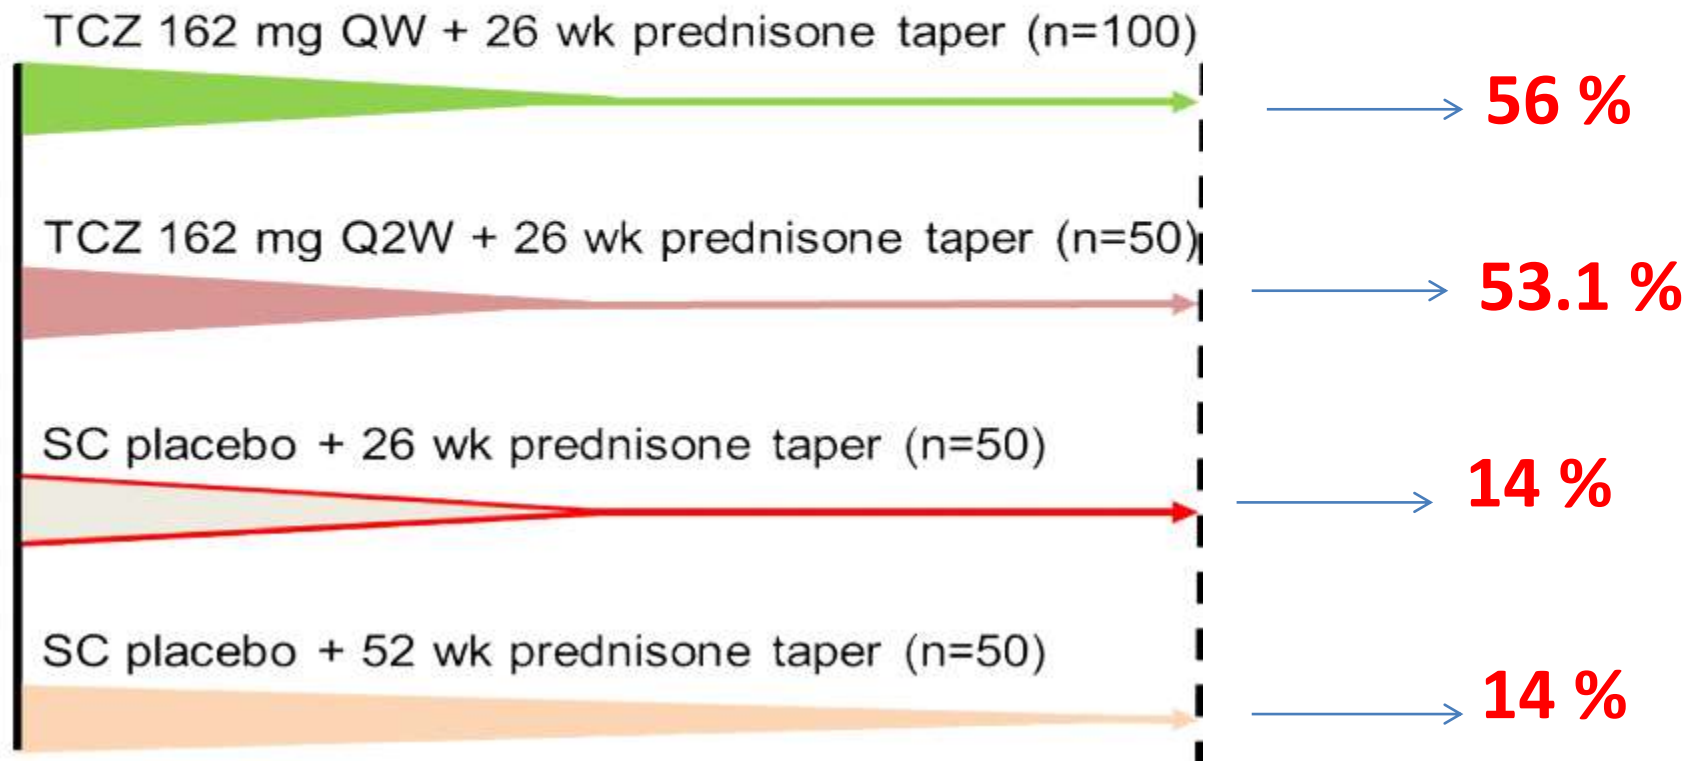 TCZ 162 mg QW + 26 wk prednisone taper (n=100)
56 %
TCZ 162 mg Q2W + 26 wk prednisone taper (n=50)
53.1 %
SC placebo + 26 wk prednisone taper (n=50)
14 %
SC placebo + 52 wk prednisone taper (n=50)
14 %